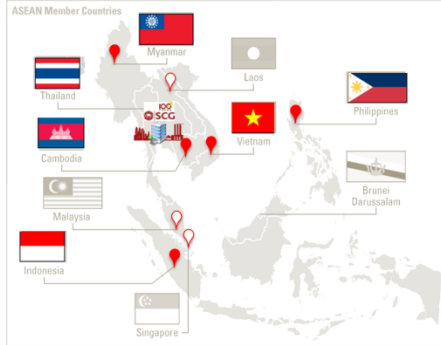 ASEAN Member Countries
Myanmar
Laos
Thailand
100
SCG
Philippines
Cambodia
Vietnam
Brunei
Darussalam
Malaysia
Indonesia
Singapore